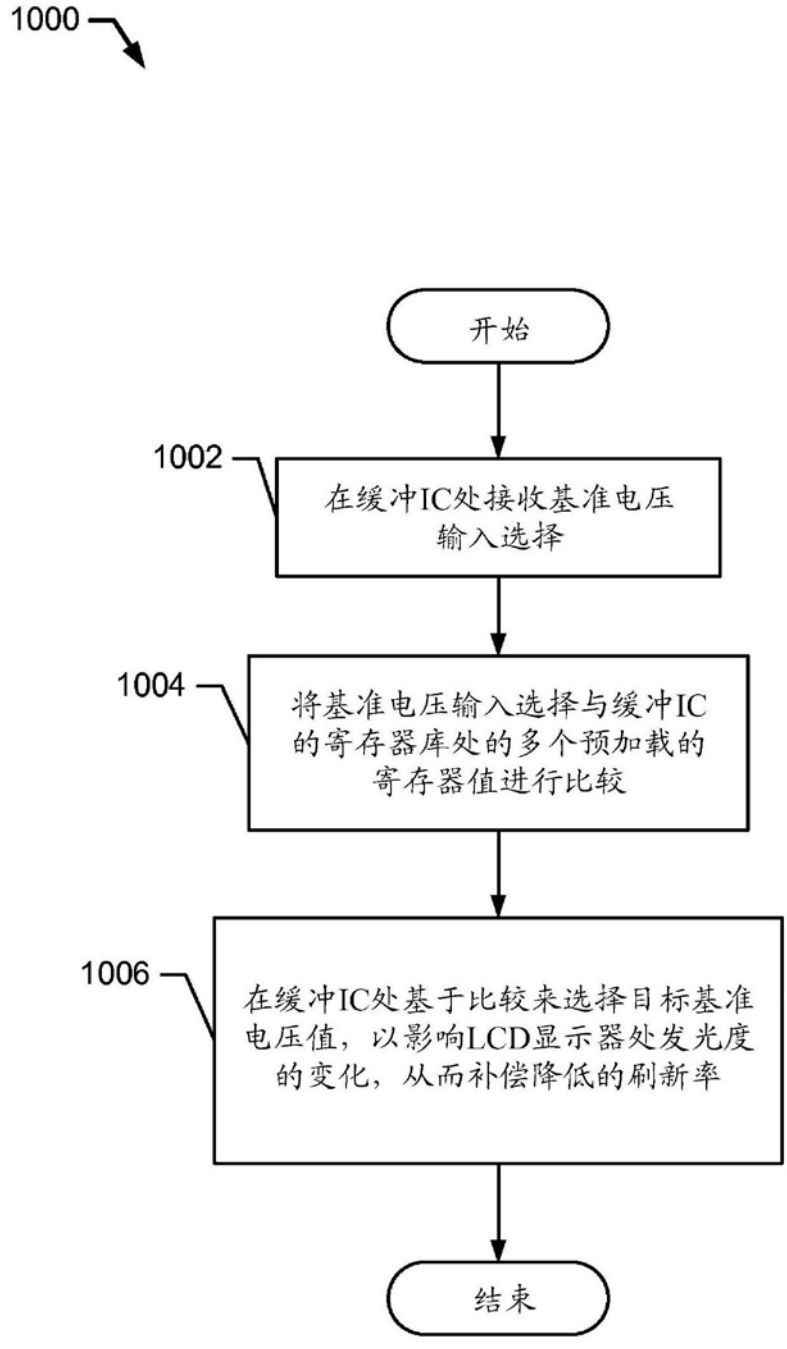 1000
开始
1002
在缓冲IC处接收基准电压
输入选择
1004
将基准电压输入选择与缓冲IC
的寄存器库处的多个预加载的
寄存器值进行比较
1006
在缓冲IC处基于比较来选择目标基准
电压值，以影响LCD显示器处发光度
的变化，从而补偿降低的刷新率
结束